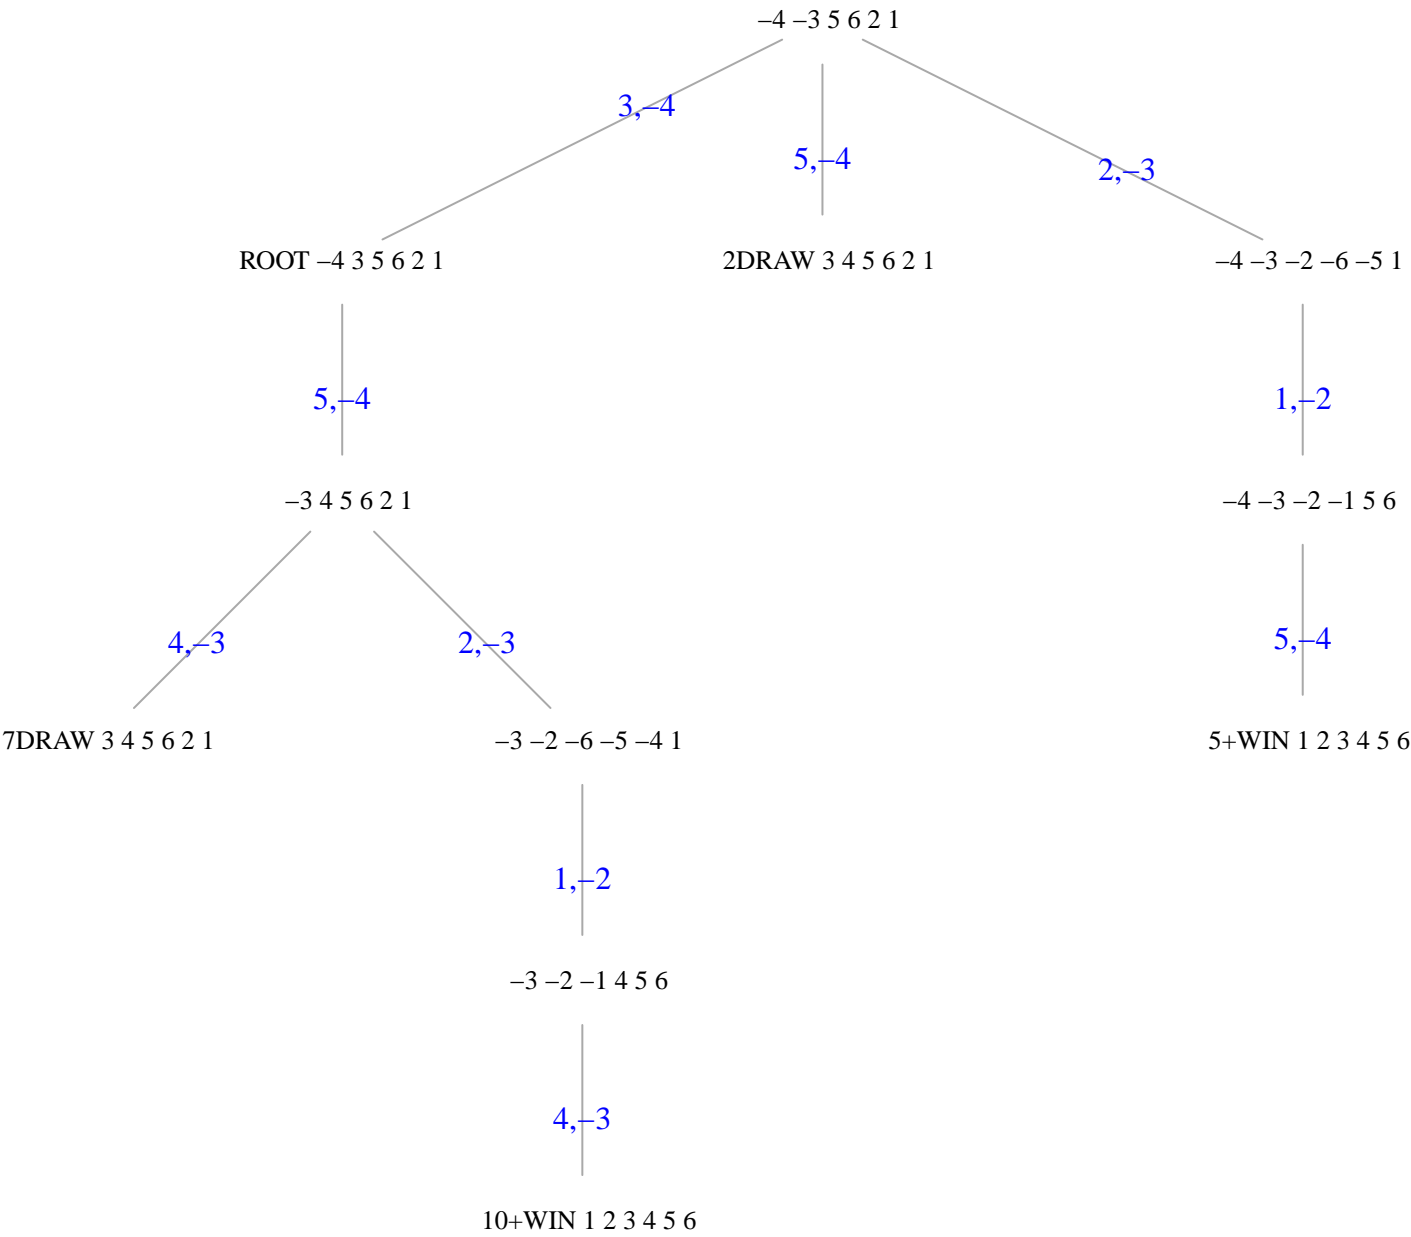 –4 –3 5 6 2 1
3,–4
5,–4
2,–3
ROOT –4 3 5 6 2 1
2DRAW 3 4 5 6 2 1
–4 –3 –2 –6 –5 1
5,–4
1,–2
–3 4 5 6 2 1
–4 –3 –2 –1 5 6
4,–3
2,–3
5,–4
7DRAW 3 4 5 6 2 1
–3 –2 –6 –5 –4 1
5+WIN 1 2 3 4 5 6
1,–2
–3 –2 –1 4 5 6
4,–3
10+WIN 1 2 3 4 5 6